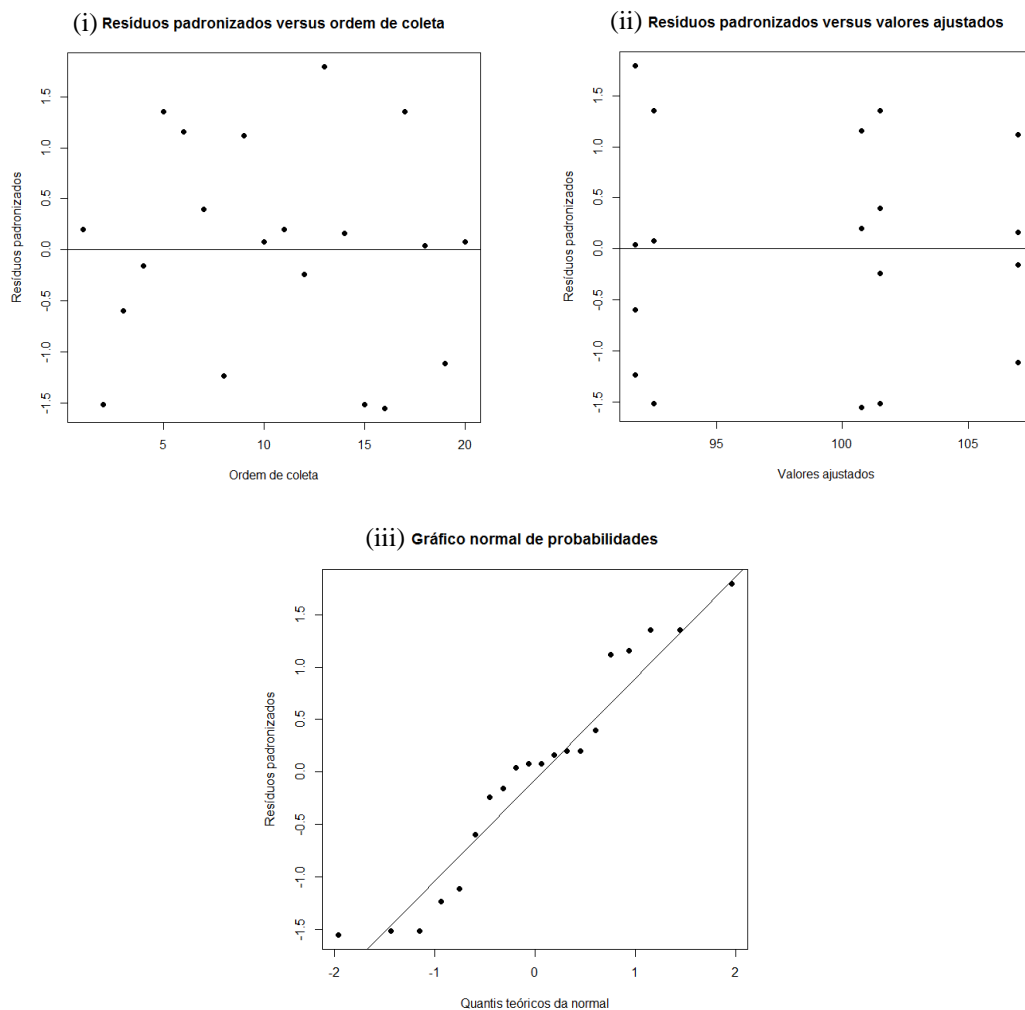 (i) Resíduos padronizados versus ordem de coleta
Resíduos padronizados
1.5
1.0
0.5
0.0
-0.5
-1.0
-1.5
5 10 15 20
Ordem de coleta
(ii) Resíduos padronizados versus valores ajustados
Resíduos padronizados
1.5
1.0
0.5
0.0
-0.5
-1.0
-1.5
95 100 105
Valores ajustados
(iii) Gráfico normal de probabilidades
Resíduos padronizados
1.5
1.0
0.5
0.0
-0.5
-1.0
-1.5
-2 -1 0 1 2
Quantis teóricos da normal